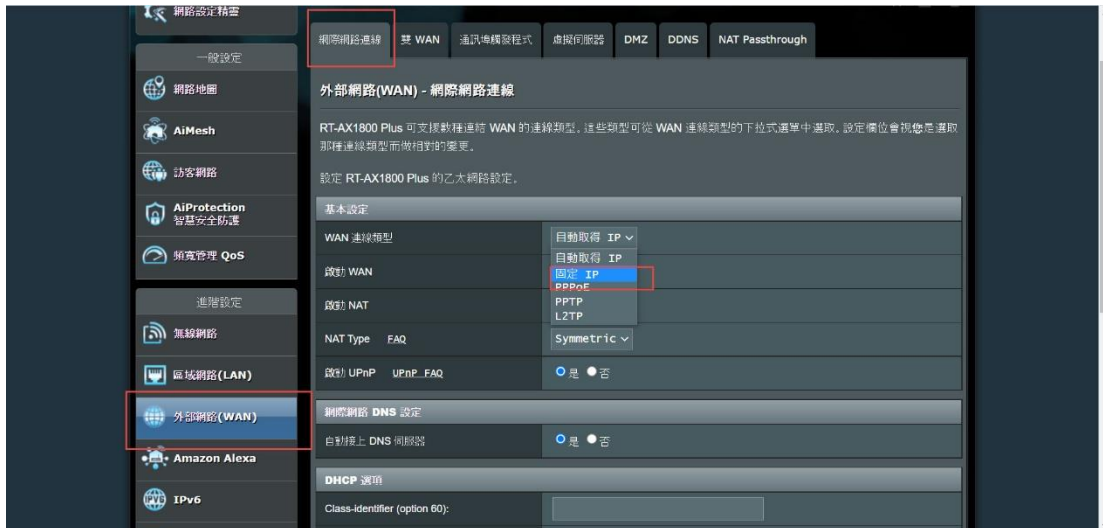 網路設定精靈
一般設定
網路地圖
AiMesh
訪客網路
AiProtection
智慧安全防護
頻寬管理 QoS
進階設定
無線網路
區域網路(LAN)
外部網路(WAN)
Amazon Alexa
IPv6
網際網路連線 雙 WAN 通訊埠觸發程式 虛擬伺服器 DMZ DDNS NAT Passthrough
外部網路(WAN) - 網際網路連線
RT-AX1800 Plus 可支援數種連結 WAN 的連線類型。這些類型可從 WAN 連線類型的下拉式選單中選取。設定欄位會視您是選取
那種連線類型而做相對的變更。
設定 RT-AX1800 Plus 的乙太網路設定。
基本設定
WAN 連線類型 自動取得 IP
自動取得 IP
啟動 WAN 固定 IP
PPPoE
啟動 NAT PPTP
L2TP
NAT Type FAQ Symmetric
啟動 UPnP UPnP FAQ 是 否
網際網路 DNS 設定
自動接上 DNS 伺服器 是 否
DHCP 選項
Class-identifier (option 60):